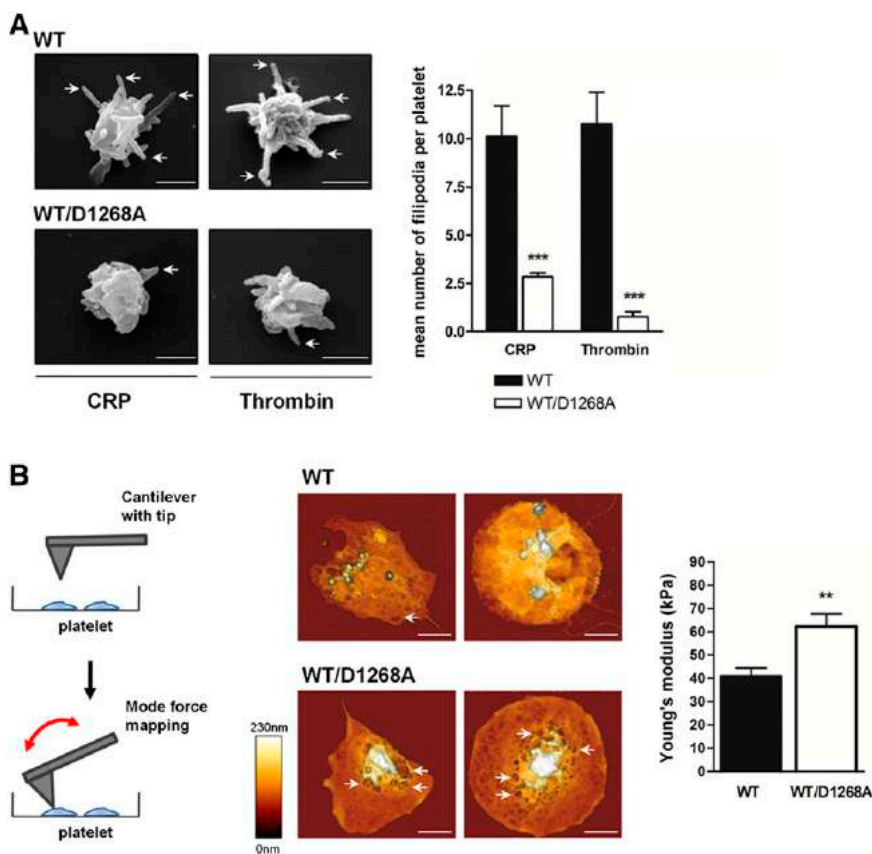 A
WT
WT/D1268A
CRP
Thrombin
mean number of filipodia per platelet
12.5
10.0
7.5
5.0
2.5
0.0
***
***
CRP
Thrombin
WT
WT/D1268A
B
Cantilever
with tip
platelet
Mode force
mapping
platelet
WT
WT/D1268A
230nm
0nm
Young's modulus (kPa)
90
80
70
60
50
40
30
20
10
0
**
WT
WT/D1268A